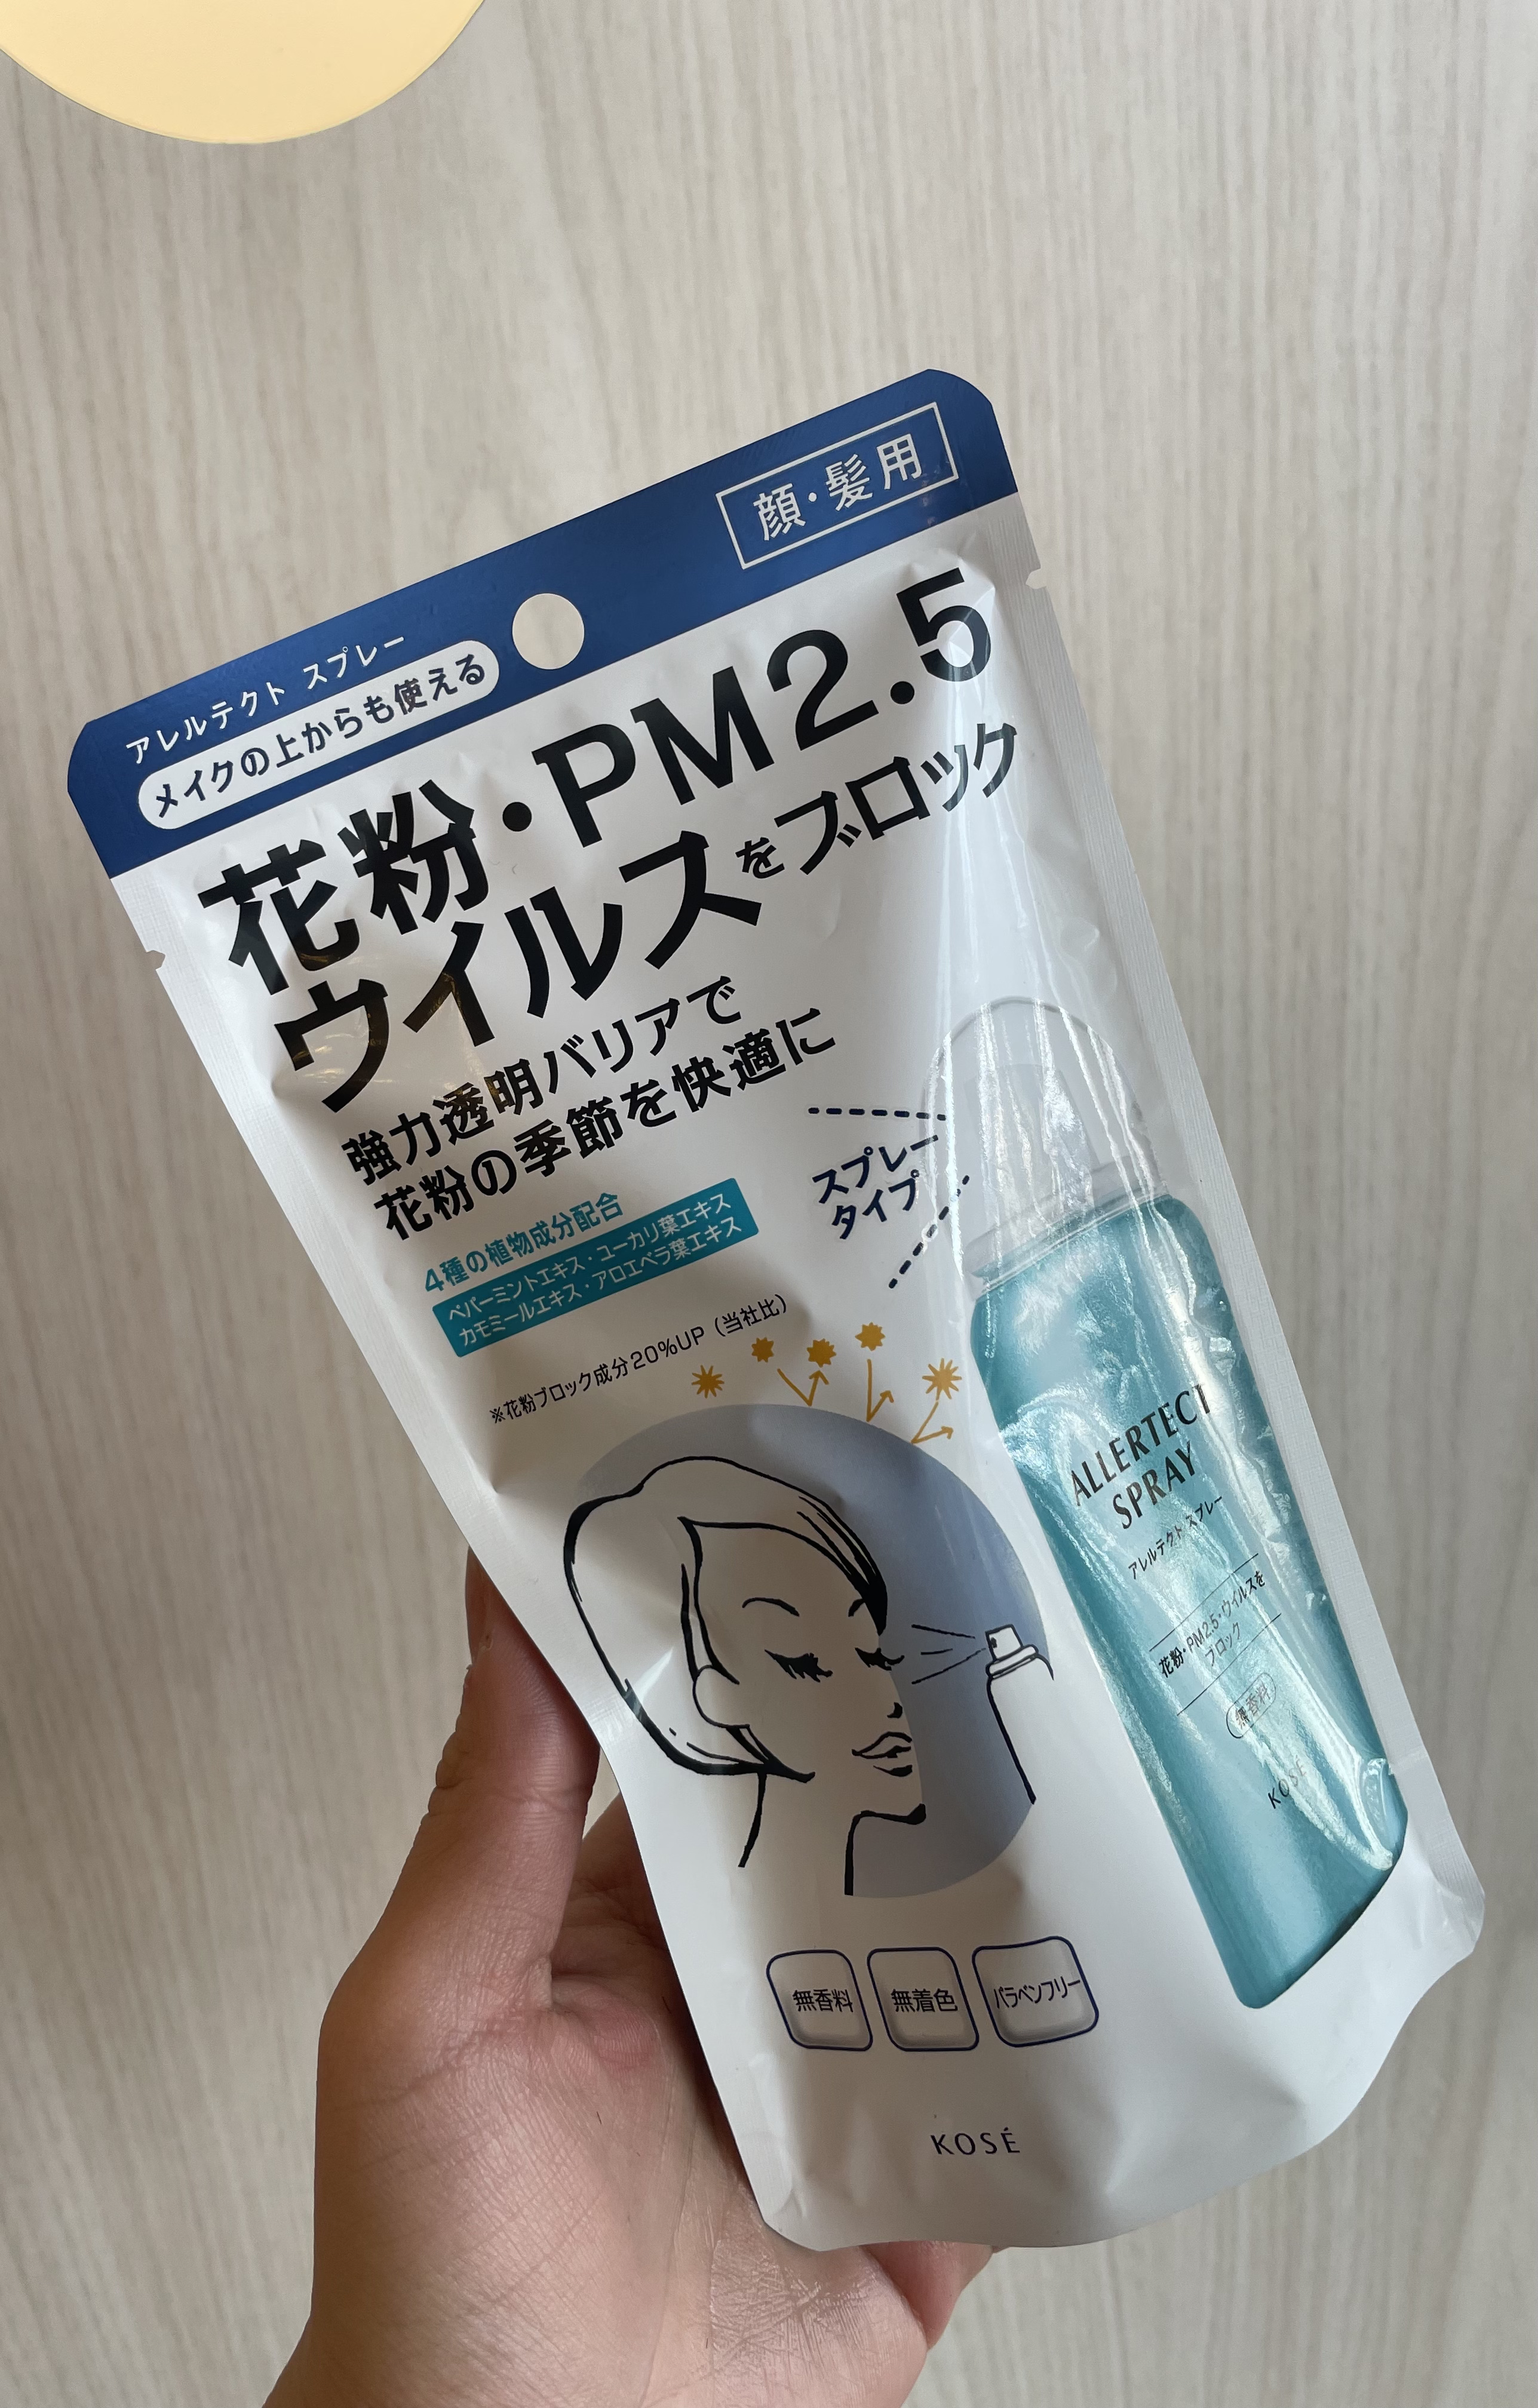 顔・髪用
アレルテクト スプレー
メイクの上からも使える
花粉・PM2.5
ウイルスをブロック
強力透明バリアで
花粉の季節を快適に
4種の植物成分配合
ペパーミントエキス・ユーカリ葉エキス
カモミールエキス・アロエベラ葉エキス
※花粉ブロック成分20%UP（当社比）
スプレー
タイプ
ALLERTECT
SPRAY
アレルテクト スプレー
花粉・PM2.5・ウイルスを
ブロック
無香料
KOSÉ
無香料
無着色
パラベンフリー
KOSÉ